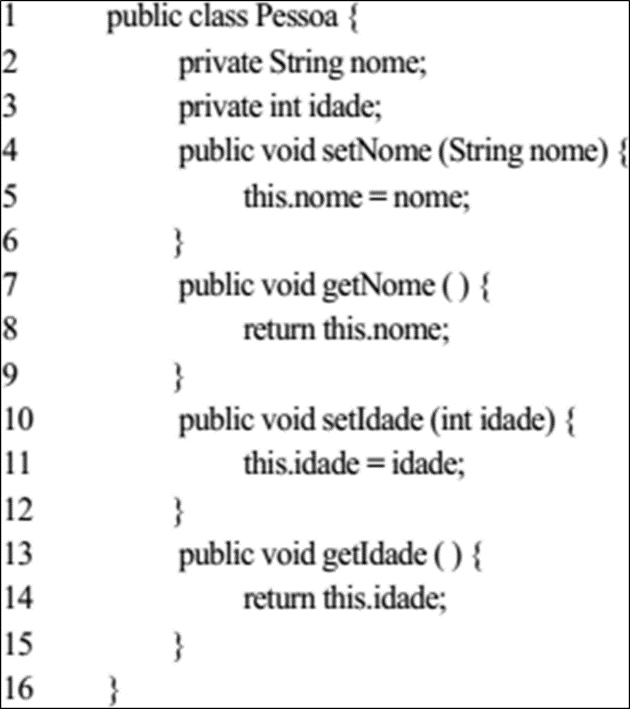 1 public class Pessoa {
2 private String nome;
3 private int idade;
4 public void setNome (String nome) {
5 this.nome = nome;
6 }
7 public void getNome ( ) {
8 return this.nome;
9 }
10 public void setIdade (int idade) {
11 this.idade = idade;
12 }
13 public void getIdade ( ) {
14 return this.idade;
15 }
16 }